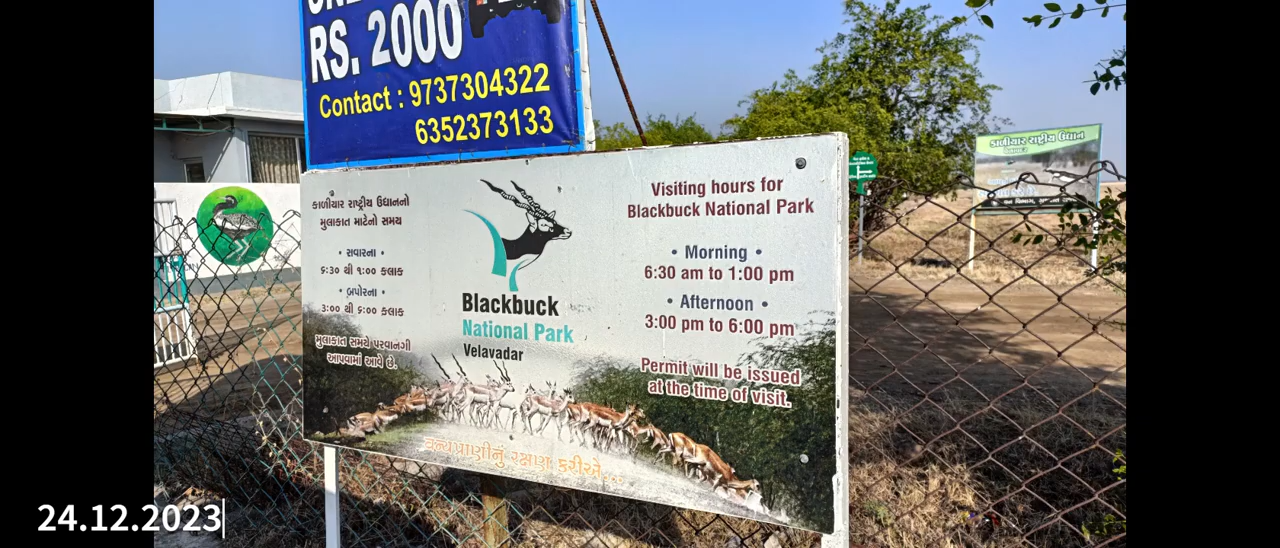 RS. 2000
Contact : 9737304322
6352373133
કાળીયાર રાષ્ટ્રીય ઉદ્યાનનો
મુલાકાત માટેનો સમય
• સવારના •
૬:૩૦ થી ૧:૦૦ કલાક
• બપોરના •
૩:૦૦ થી ૬:૦૦ કલાક
મુલાકાત સમયે પરવાનગી
આપવામાં આવે છે.
Blackbuck
National Park
Velavadar
Visiting hours for
Blackbuck National Park
• Morning •
6:30 am to 1:00 pm
• Afternoon •
3:00 pm to 6:00 pm
Permit will be issued
at the time of visit.
વન્યપ્રાણીનું રક્ષણ કરીએ....
કાળીયાર રાષ્ટ્રીય ઉદ્યાન
24.12.2023